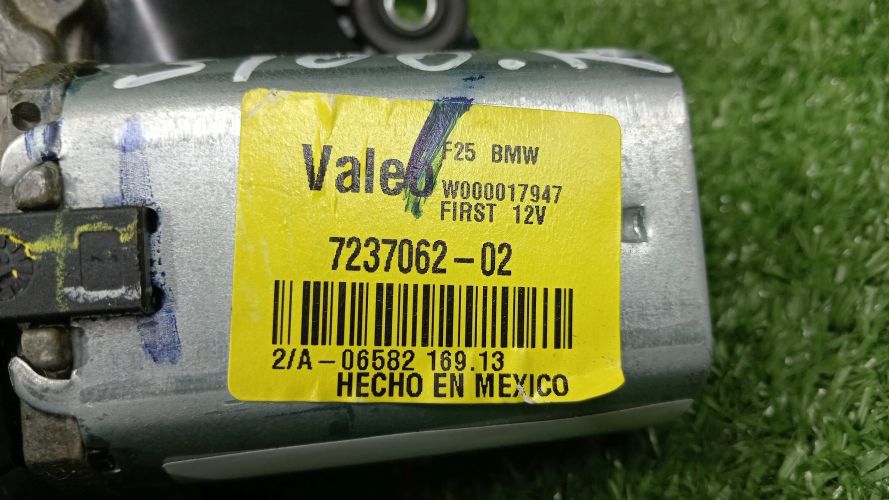 F25 BMW
Valeo
W000017947
FIRST 12V
7237062-02
2/A-06582 169.13
HECHO EN MEXICO